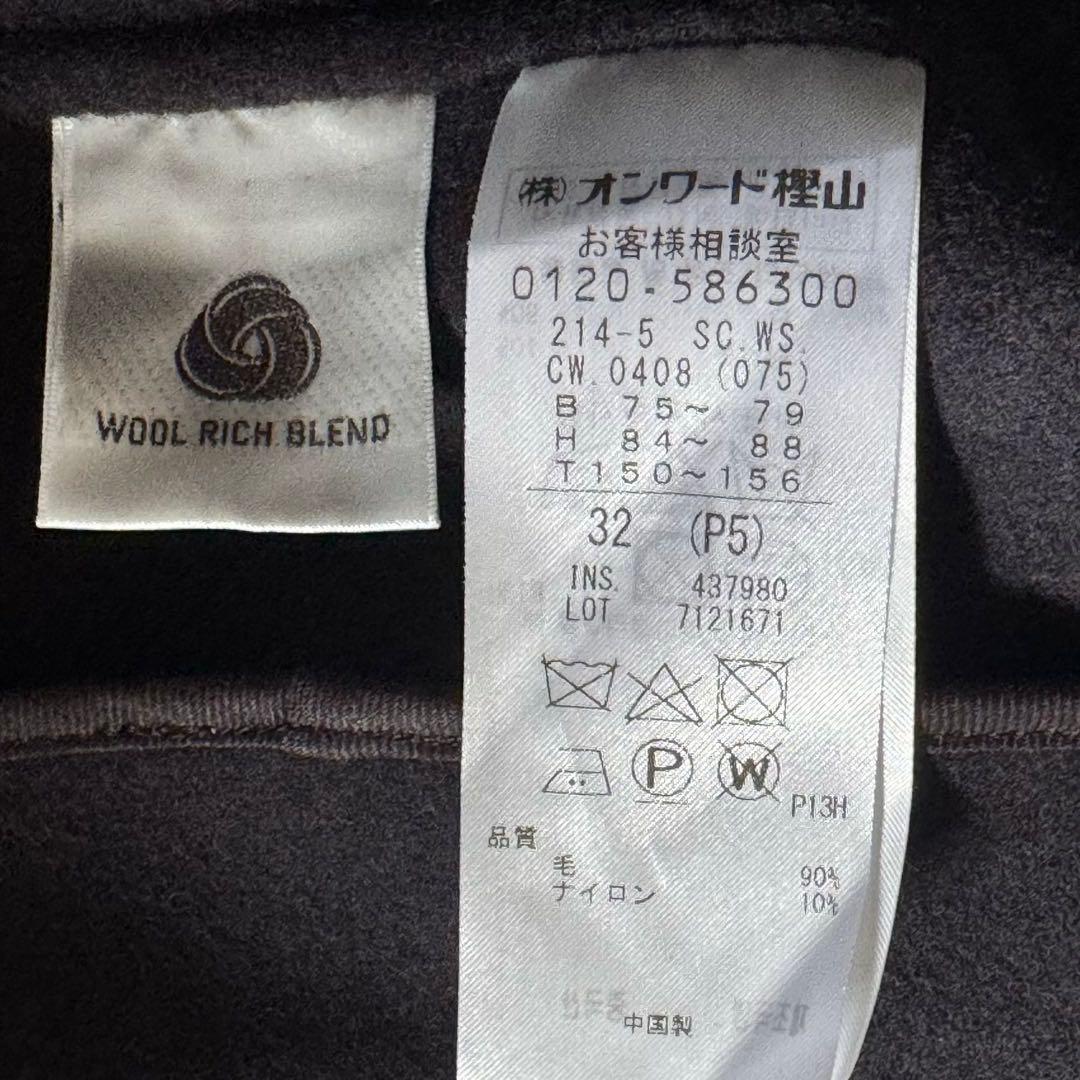 WOOL RICH BLEND
(株)オンワード樫山
お客様相談室
0120-586300
214-5 SC.WS.
CW.0408 (075)
B 75～ 79
H 84～ 88
T150～156
32 (P5)
INS. 437980
LOT 7121671
P
W
P13H
品質
毛 90%
ナイロン 10%
中国製